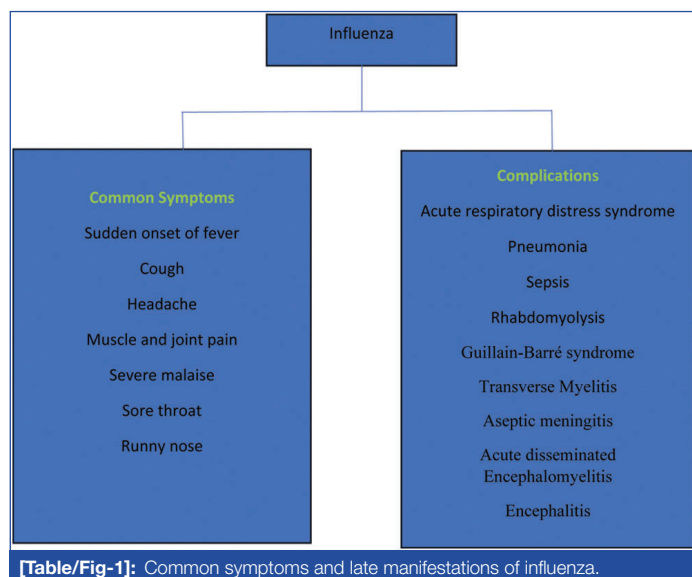 Influenza
Common Symptoms
Sudden onset of fever
Cough
Headache
Muscle and joint pain
Severe malaise
Sore throat
Runny nose
Complications
Acute respiratory distress syndrome
Pneumonia
Sepsis
Rhabdomyolysis
Guillain-Barré syndrome
Transverse Myelitis
Aseptic meningitis
Acute disseminated
Encephalomyelitis
Encephalitis
[Table/Fig-1]: Common symptoms and late manifestations of influenza.